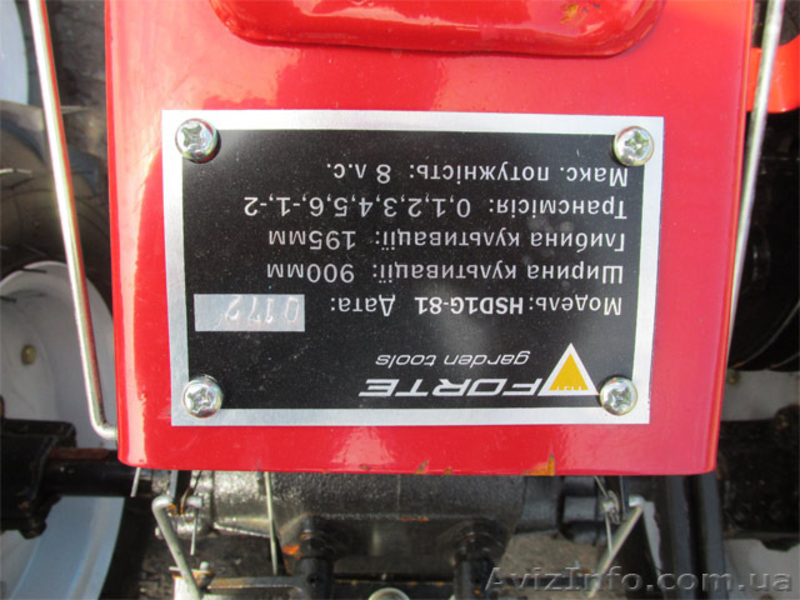 FORTE
garden tools
Модель: HSD1G-81 Дата: 0172
Ширина культивації: 900мм
Глибина культивації: 195мм
Трансмісія: 0,1,2,3,4,5,6,-1,-2
Макс. потужність: 8 л.с.
AvizInfo.com.ua